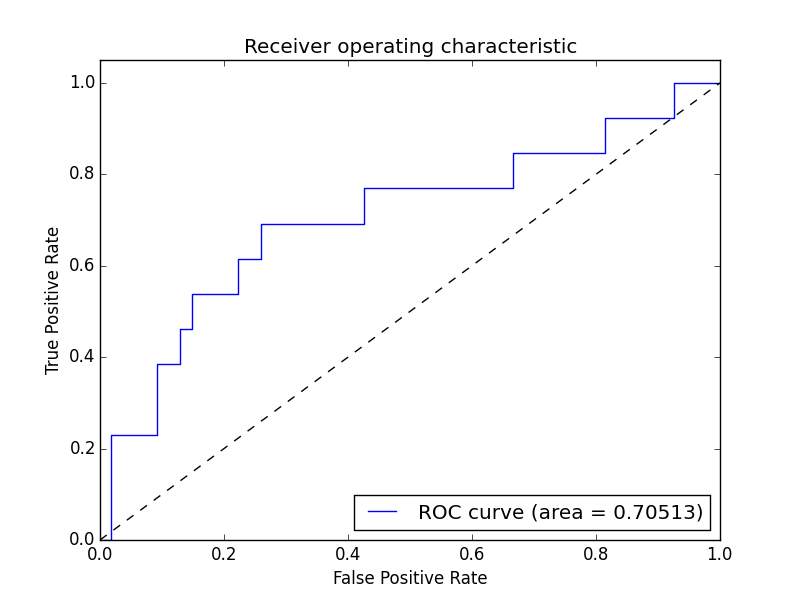 Receiver operating characteristic
1.0
0.8
0.6
0.4
0.2
0.0
True Positive Rate
ROC curve (area = 0.70513)
0.0 0.2 0.4 0.6 0.8 1.0
False Positive Rate